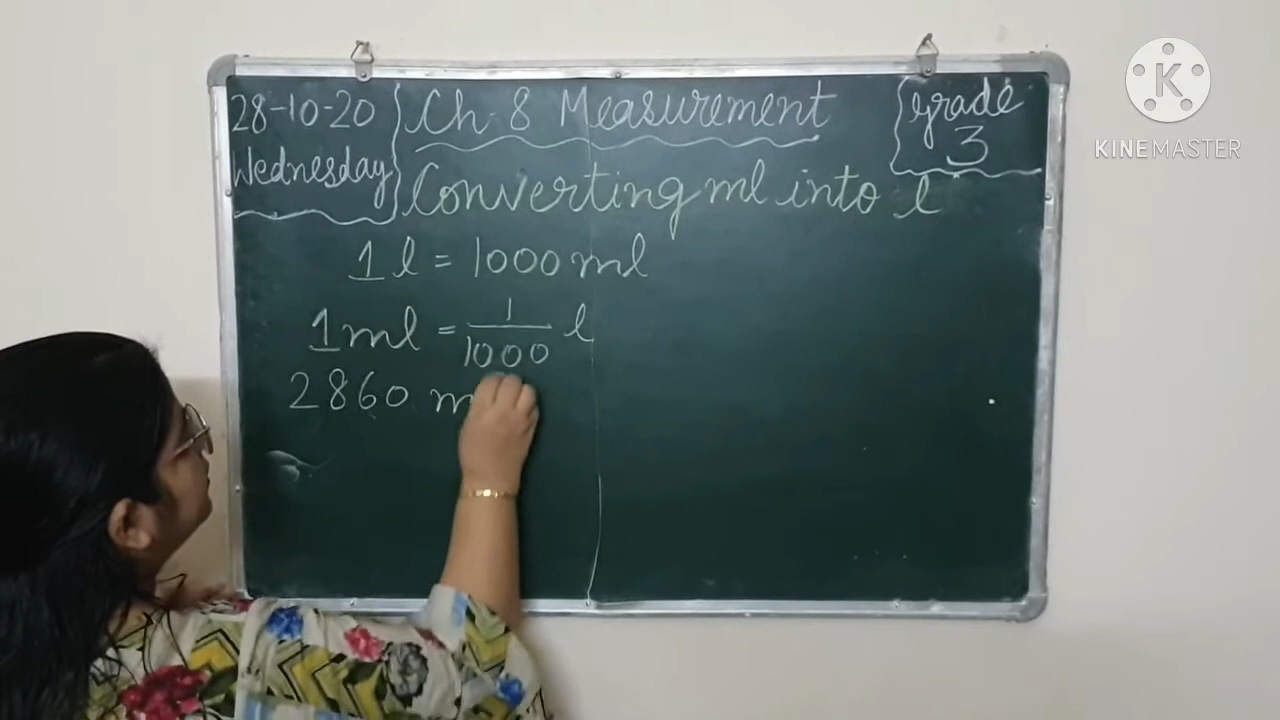 28-10-20
Wednesday
Ch-8 Measurement
grade
3
Converting ml into l
1 l = 1000 ml
1 ml = 1/1000 l
2860 m
K
KINEMASTER